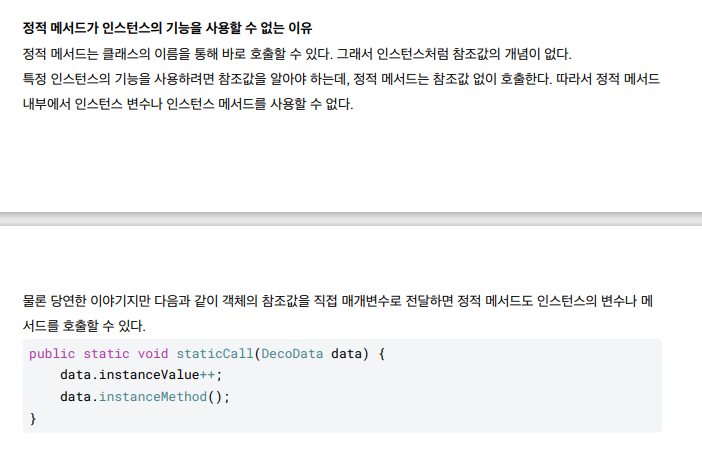 정적 메서드가 인스턴스의 기능을 사용할 수 없는 이유
정적 메서드는 클래스의 이름을 통해 바로 호출할 수 있다. 그래서 인스턴스처럼 참조값의 개념이 없다.
특정 인스턴스의 기능을 사용하려면 참조값을 알아야 하는데, 정적 메서드는 참조값 없이 호출한다. 따라서 정적 메서드
내부에서 인스턴스 변수나 인스턴스 메서드를 사용할 수 없다.
물론 당연한 이야기지만 다음과 같이 객체의 참조값을 직접 매개변수로 전달하면 정적 메서드도 인스턴스의 변수나 메
서드를 호출할 수 있다.
public static void staticCall(DecoData data) {
    data.instanceValue++;
    data.instanceMethod();
}